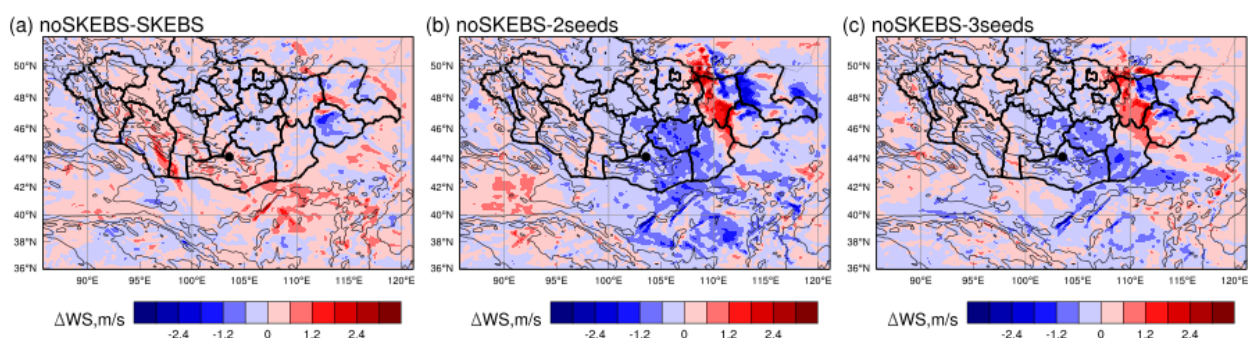 (a) noSKEBS-SKEBS
(b) noSKEBS-2seeds
(c) noSKEBS-3seeds
50°N
48°N
46°N
44°N
42°N
40°N
38°N
36°N
90°E 95°E 100°E 105°E 110°E 115°E 120°E
50°N
48°N
46°N
44°N
42°N
40°N
38°N
36°N
90°E 95°E 100°E 105°E 110°E 115°E 120°E
50°N
48°N
46°N
44°N
42°N
40°N
38°N
36°N
90°E 95°E 100°E 105°E 110°E 115°E 120°E
ΔWS,m/s
-2.4 -1.2 0 1.2 2.4
ΔWS,m/s
-2.4 -1.2 0 1.2 2.4
ΔWS,m/s
-2.4 -1.2 0 1.2 2.4